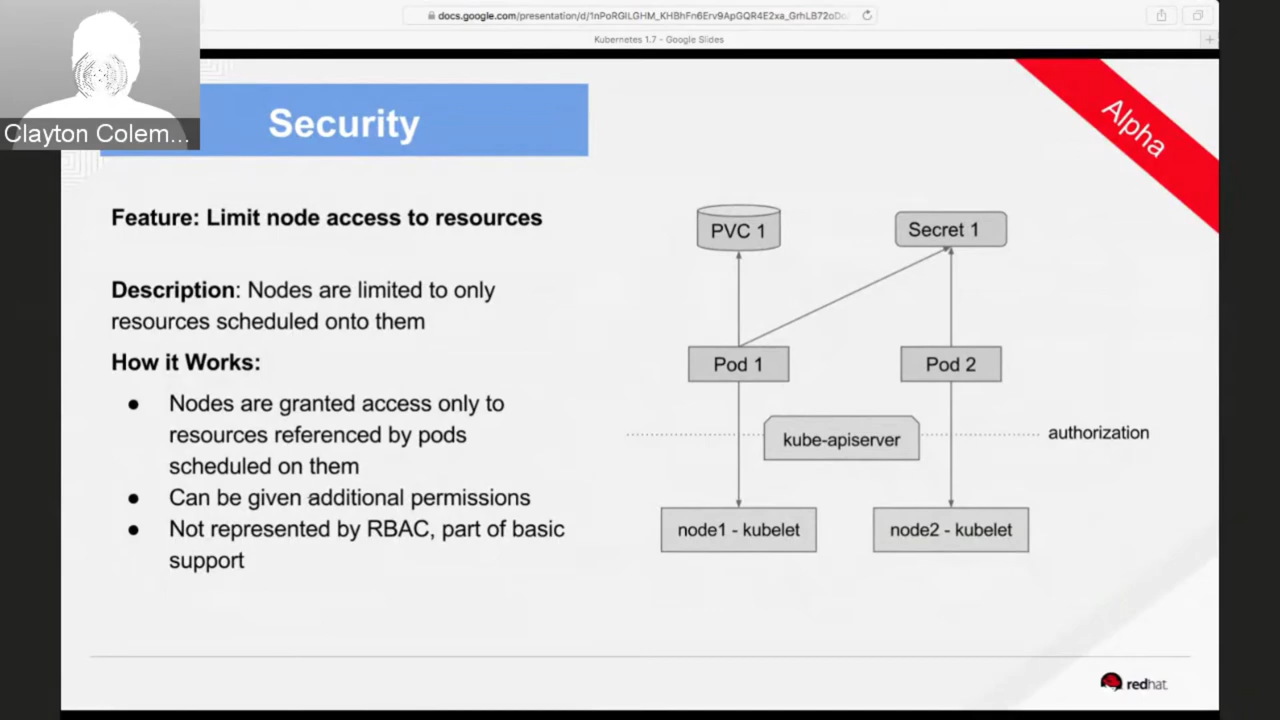 docs.google.com/presentation/d/
Kubernetes 1.7 - Google Slides
Clayton Colem...
Security
Alpha
Feature: Limit node access to resources
Description: Nodes are limited to only
resources scheduled onto them
How it Works:
● Nodes are granted access only to
resources referenced by pods
scheduled on them
● Can be given additional permissions
● Not represented by RBAC, part of basic
support
PVC 1
Secret 1
Pod 1
Pod 2
kube-apiserver
authorization
node1 - kubelet
node2 - kubelet
redhat.